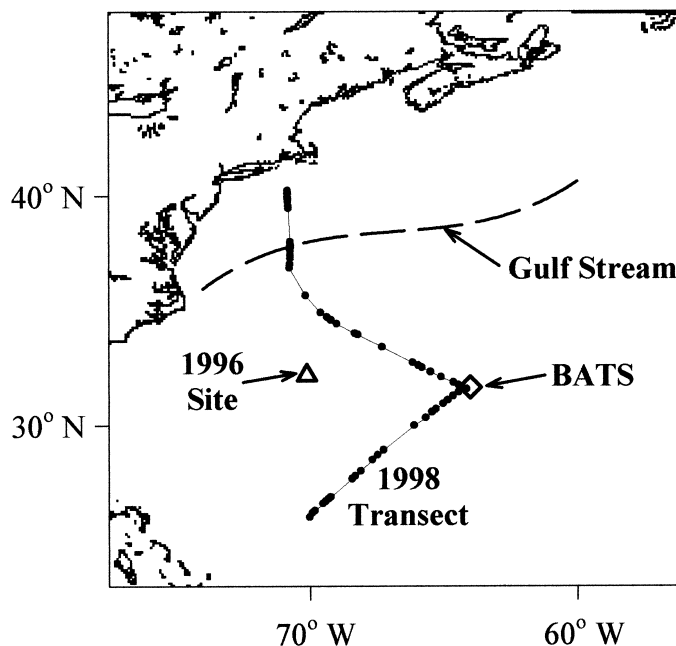 40° N
Gulf Stream
1996
Site
BATS
30° N
1998
Transect
70° W
60° W